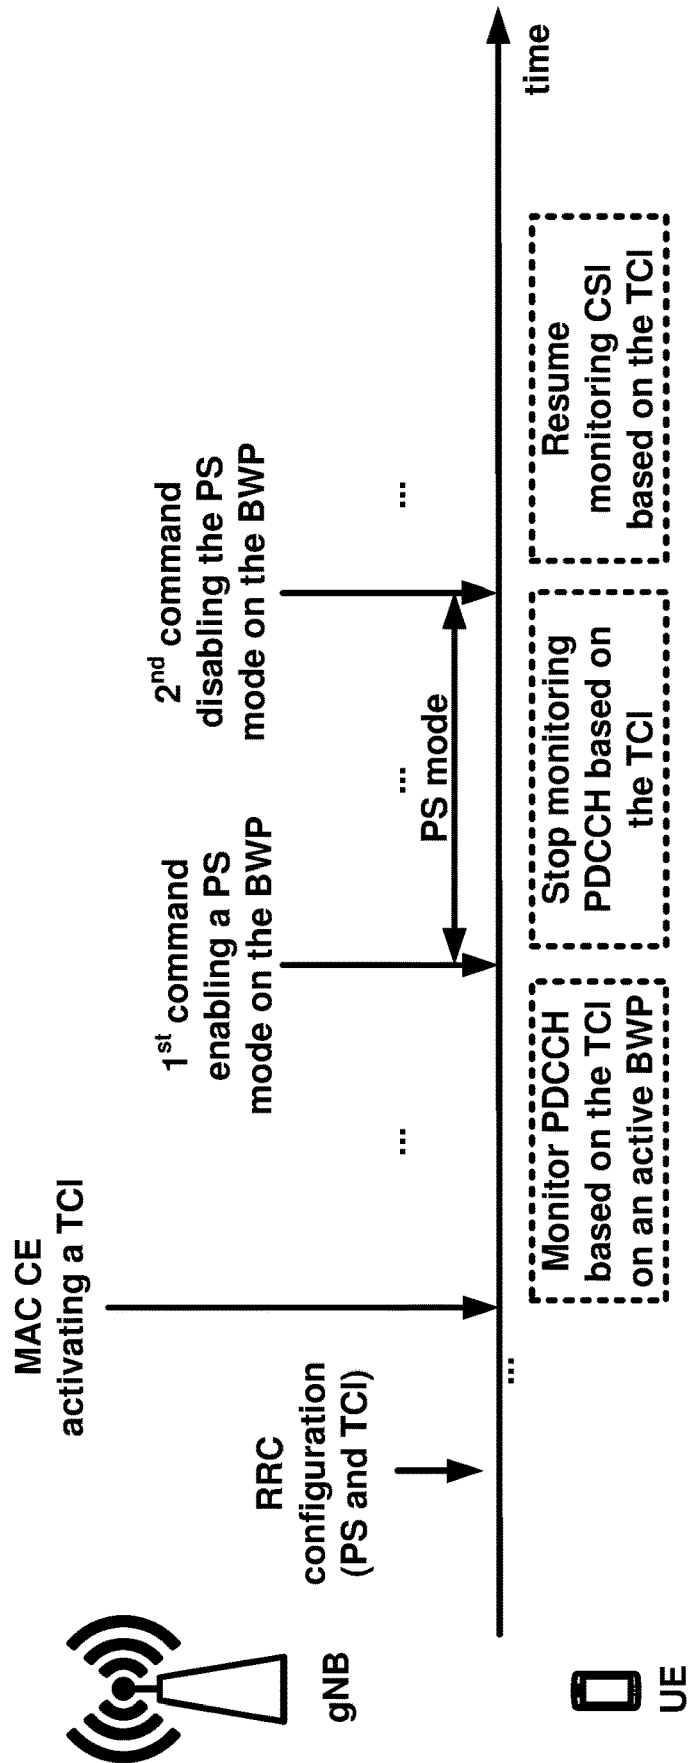 MAC CE
activating a TCI
RRC
configuration
(PS and TCI)
1st command
enabling a PS
mode on the BWP
2nd command
disabling the PS
mode on the BWP
...
...
...
...
PS mode
gNB
time
UE
Monitor PDCCH
based on the TCI
on an active BWP
Stop monitoring
PDCCH based on
the TCI
Resume
monitoring CSI
based on the TCI